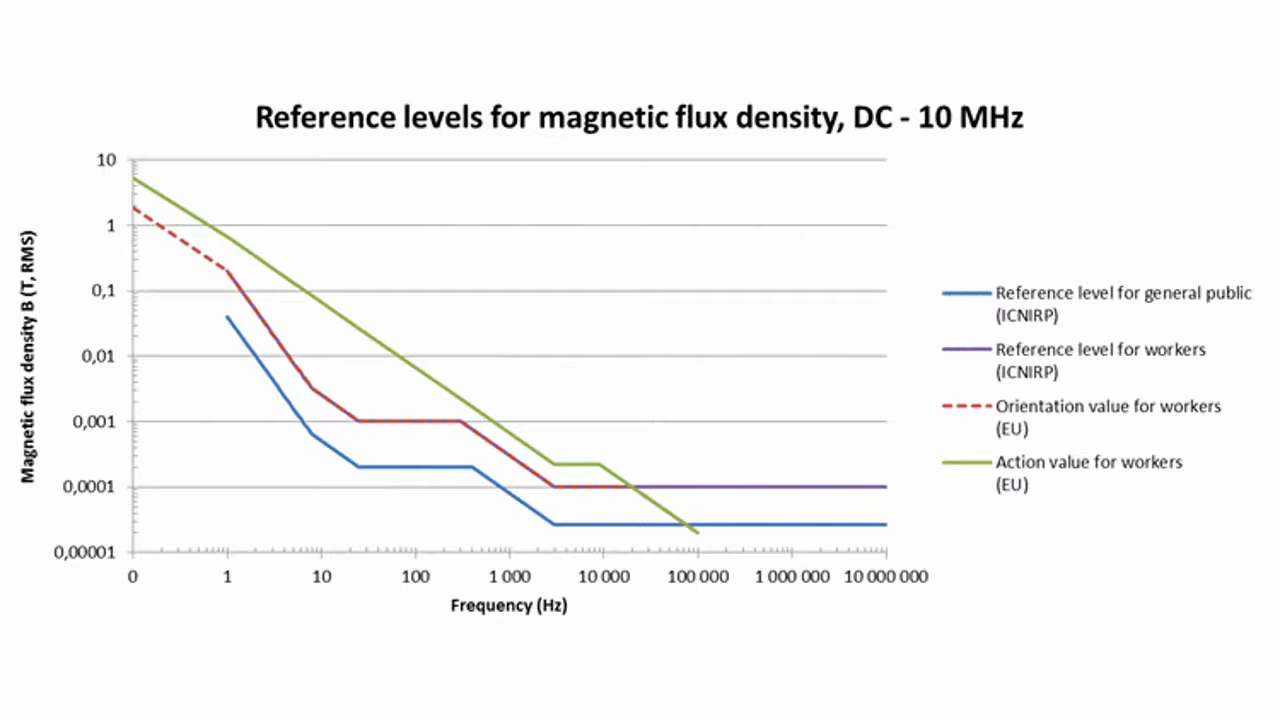 Reference levels for magnetic flux density, DC - 10 MHz
10
1
0,1
0,01
0,001
0,0001
0,00001
Magnetic flux density B (T, RMS)
0 1 10 100 1 000 10 000 100 000 1 000 000 10 000 000
Frequency (Hz)
Reference level for general public
(ICNIRP)
Reference level for workers
(ICNIRP)
Orientation value for workers
(EU)
Action value for workers
(EU)